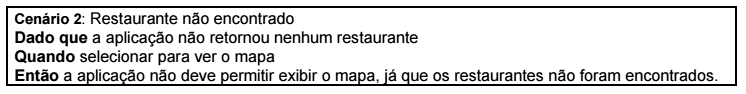 Cenário 2: Restaurante não encontrado
Dado que a aplicação não retornou nenhum restaurante
Quando selecionar para ver o mapa
Então a aplicação não deve permitir exibir o mapa, já que os restaurantes não foram encontrados.